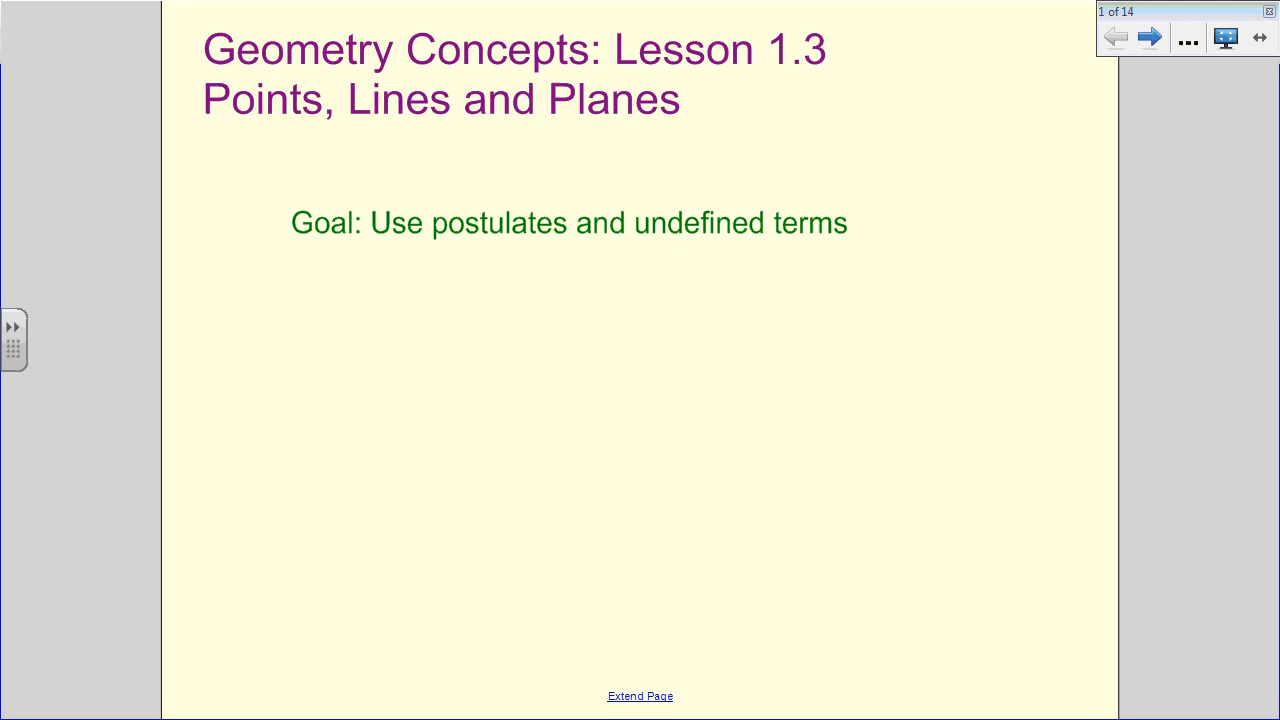 1 of 14
Geometry Concepts: Lesson 1.3
Points, Lines and Planes
Goal: Use postulates and undefined terms
Extend Page